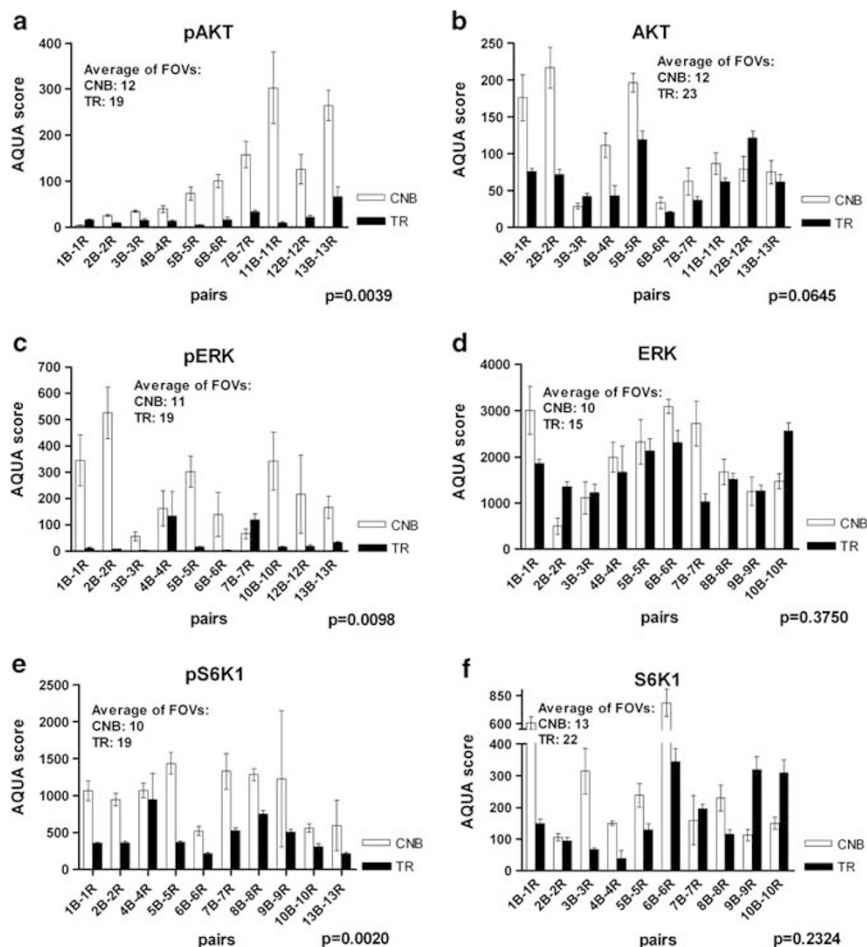 a
pAKT
AQUA score
400
300
200
100
0
Average of FOVs:
CNB: 12
TR: 19
CNB
TR
1B-1R
2B-2R
3B-3R
4B-4R
5B-5R
6B-6R
7B-7R
11B-11R
12B-12R
13B-13R
pairs
p=0.0039
b
AKT
AQUA score
250
200
150
100
50
0
Average of FOVs:
CNB: 12
TR: 23
CNB
TR
1B-1R
2B-2R
3B-3R
4B-4R
5B-5R
6B-6R
7B-7R
11B-11R
12B-12R
13B-13R
pairs
p=0.0645
c
pERK
AQUA score
700
600
500
400
300
200
100
0
Average of FOVs:
CNB: 11
TR: 19
CNB
TR
1B-1R
2B-2R
3B-3R
4B-4R
5B-5R
6B-6R
7B-7R
10B-10R
12B-12R
13B-13R
pairs
p=0.0098
d
ERK
AQUA score
4000
3000
2000
1000
0
Average of FOVs:
CNB: 10
TR: 15
CNB
TR
1B-1R
2B-2R
3B-3R
4B-4R
5B-5R
6B-6R
7B-7R
8B-8R
9B-9R
10B-10R
pairs
p=0.3750
e
pS6K1
AQUA score
2500
2000
1500
1000
500
0
Average of FOVs:
CNB: 10
TR: 19
CNB
TR
1B-1R
2B-2R
4B-4R
5B-5R
6B-6R
7B-7R
8B-8R
9B-9R
10B-10R
13B-13R
pairs
p=0.0020
f
S6K1
AQUA score
850
600
400
300
200
100
0
Average of FOVs:
CNB: 13
TR: 22
CNB
TR
1B-1R
2B-2R
3B-3R
4B-4R
5B-5R
6B-6R
7B-7R
8B-8R
9B-9R
10B-10R
pairs
p=0.2324